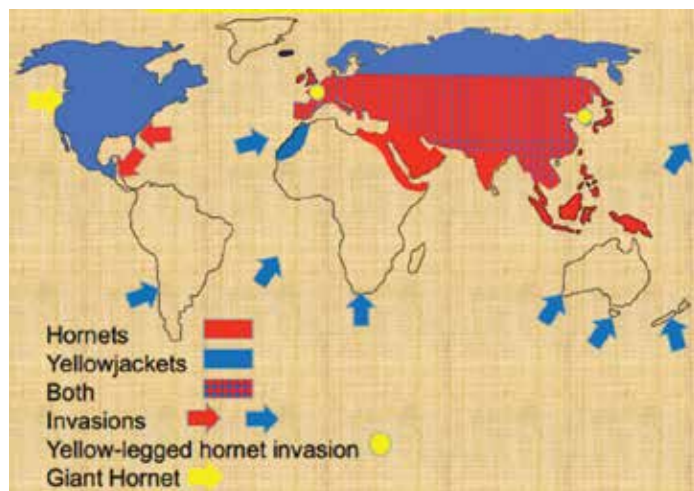 Hornets
Yellowjackets
Both
Invasions
Yellow-legged hornet invasion
Giant Hornet